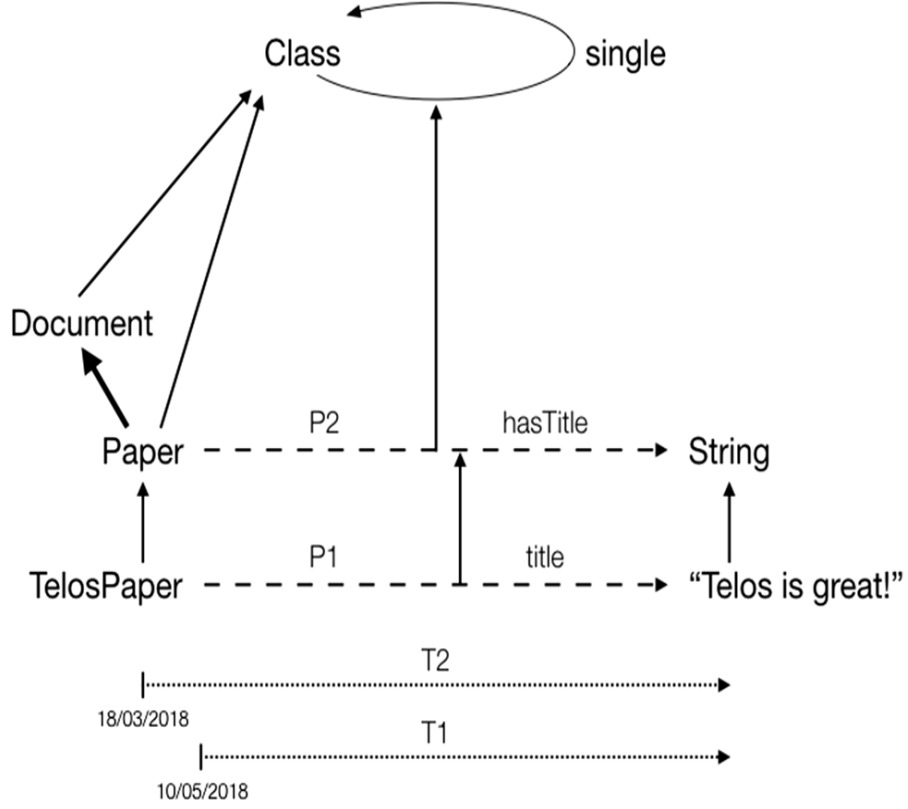 Class
single
Document
P2
hasTitle
Paper
String
P1
title
TelosPaper
“Telos is great!”
T2
18/03/2018
T1
10/05/2018